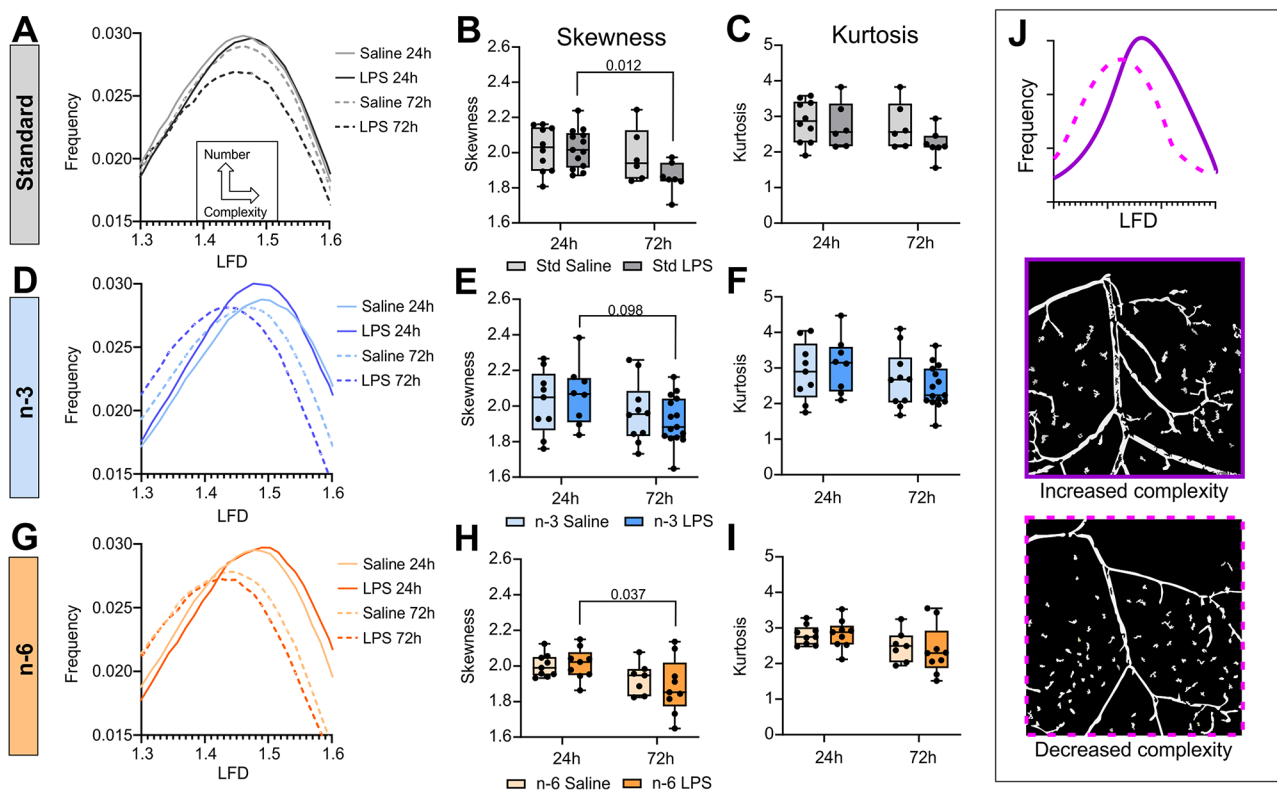 A
Standard
Frequency
0.030
0.025
0.020
0.015
1.3
1.4
1.5
1.6
LFD
Number
Complexity
Saline 24h
LPS 24h
Saline 72h
LPS 72h
B
Skewness
Skewness
2.6
2.4
2.2
2.0
1.8
1.6
0.012
24h
72h
Std Saline
Std LPS
C
Kurtosis
Kurtosis
5
4
3
2
1
0
24h
72h
D
n-3
Frequency
0.030
0.025
0.020
0.015
1.3
1.4
1.5
1.6
LFD
Saline 24h
LPS 24h
Saline 72h
LPS 72h
E
Skewness
2.6
2.4
2.2
2.0
1.8
1.6
0.098
24h
72h
n-3 Saline
n-3 LPS
F
Kurtosis
5
4
3
2
1
0
24h
72h
G
n-6
Frequency
0.030
0.025
0.020
0.015
1.3
1.4
1.5
1.6
LFD
Saline 24h
LPS 24h
Saline 72h
LPS 72h
H
Skewness
2.6
2.4
2.2
2.0
1.8
1.6
0.037
24h
72h
n-6 Saline
n-6 LPS
I
Kurtosis
5
4
3
2
1
0
24h
72h
J
Frequency
LFD
Increased complexity
Decreased complexity